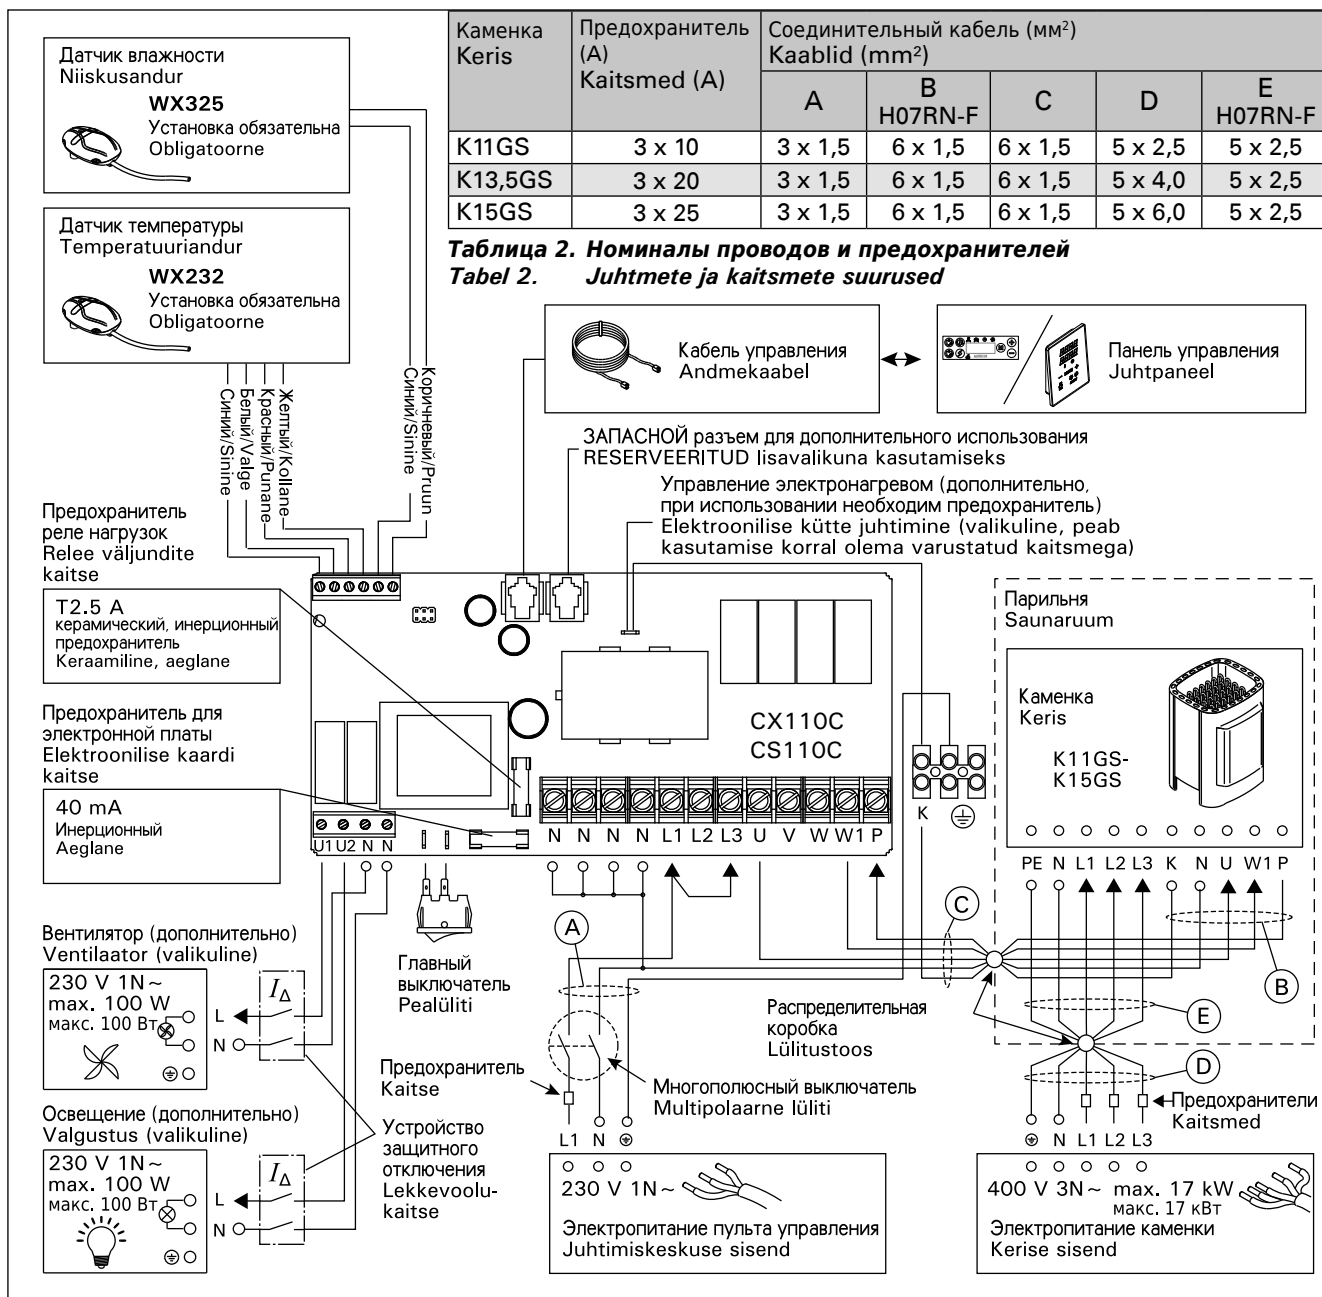 Датчик влажности
Niiskusandur
WX325
Установка обязательна
Obligatoorne
Датчик температуры
Temperatuuriandur
WX232
Установка обязательна
Obligatoorne
Каменка
Keris
Предохранитель
(A)
Kaitsmed (A)
Соединительный кабель (мм²)
Kaablid (mm²)
A
B
H07RN-F
C
D
E
H07RN-F
K11GS 3 x 10 3 x 1,5 6 x 1,5 6 x 1,5 5 x 2,5 5 x 2,5
K13,5GS 3 x 20 3 x 1,5 6 x 1,5 6 x 1,5 5 x 4,0 5 x 2,5
K15GS 3 x 25 3 x 1,5 6 x 1,5 6 x 1,5 5 x 6,0 5 x 2,5
Таблица 2. Номиналы проводов и предохранителей
Tabel 2. Juhtmete ja kaitsmete suurused
Кабель управления
Andmekaabel
Панель управления
Juhtpaneel
Синий/Sinine
Белый/Valge
Красный/Punane
Желтый/Kollane
Синий/Sinine
Коричневый/Pruun
ЗАПАСНОЙ разъем для дополнительного использования
RESERVEERITUD lisavalikuna kasutamiseks
Управление электронагревом (дополнительно,
при использовании необходим предохранитель)
Elektroonilise kütte juhtimine (valikuline, peab
kasutamise korral olema varustatud kaitsmega)
Предохранитель
реле нагрузок
Relee väljundite
kaitse
T2.5 A
керамический, инерционный
предохранитель
Keraamiline, aeglane
Предохранитель для
электронной платы
Elektroonilise kaardi
kaitse
40 mA
Инерционный
Aeglane
CX110C
CS110C
U1 U2 N N
N N N N L1 L2 L3 U V W W1 P
K
Парильня
Saunaruum
Каменка
Keris
K11GS-
K15GS
PE N L1 L2 L3 K N U W1 P
A
C
B
E
D
Главный
выключатель
Pealüliti
Вентилятор (дополнительно)
Ventilaator (valikuline)
230 V 1N~
max. 100 W
макс. 100 Вт
L
N
IΔ
Освещение (дополнительно)
Valgustus (valikuline)
230 V 1N~
max. 100 W
макс. 100 Вт
L
N
IΔ
Устройство
защитного
отключения
Lekkevoolu-
kaitse
Предохранитель
Kaitse
Распределительная
коробка
Lülitustoos
Многополюсный выключатель
Multipolaarne lüliti
L1 N
230 V 1N~
Электропитание пульта управления
Juhtimiskeskuse sisend
Предохранители
Kaitsmed
N L1 L2 L3
400 V 3N~ max. 17 kW
макс. 17 кВт
Электропитание каменки
Kerise sisend